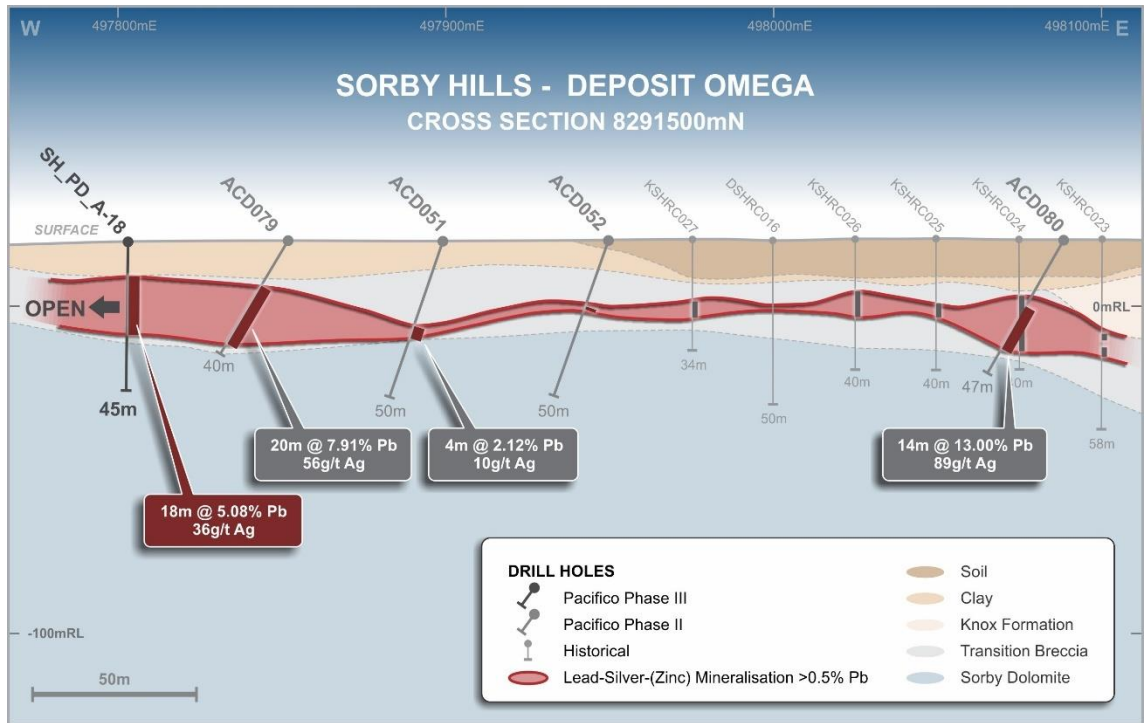 W
497800mE
497900mE
498000mE
498100mE
E
SORBY HILLS - DEPOSIT OMEGA
CROSS SECTION 8291500mN
SH_PD_A-18
ACD079
ACD051
ACD052
KSHRC027
DSHRC016
KSHRC026
KSHRC025
KSHRC024
ACD080
KSHRC023
SURFACE
OPEN
0mRL
45m
40m
50m
50m
34m
50m
40m
40m
47m
58m
20m @ 7.91% Pb
56g/t Ag
4m @ 2.12% Pb
10g/t Ag
14m @ 13.00% Pb
89g/t Ag
18m @ 5.08% Pb
36g/t Ag
-100mRL
50m
DRILL HOLES
Pacifico Phase III
Pacifico Phase II
Historical
Lead-Silver-(Zinc) Mineralisation >0.5% Pb
Soil
Clay
Knox Formation
Transition Breccia
Sorby Dolomite